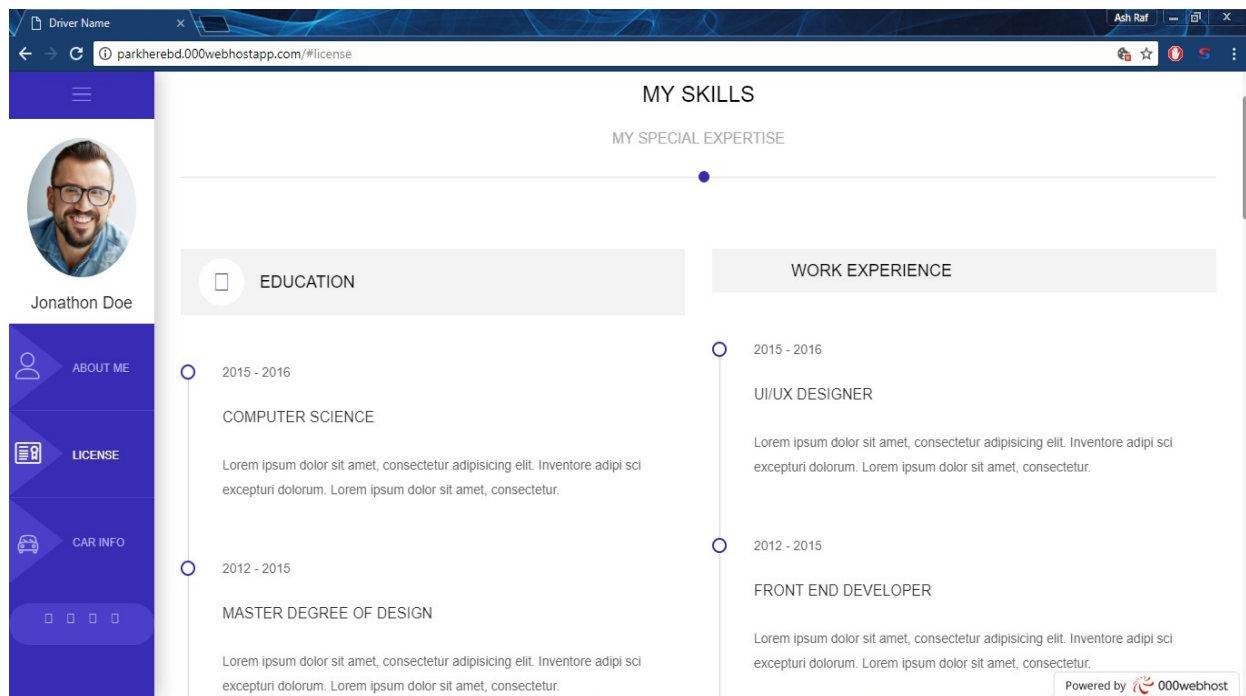 Driver Name
Ash Raf
parkherebd.000webhostapp.com/#license
Jonathon Doe
ABOUT ME
LICENSE
CAR INFO
MY SKILLS
MY SPECIAL EXPERTISE
EDUCATION
2015 - 2016
COMPUTER SCIENCE
Lorem ipsum dolor sit amet, consectetur adipisicing elit. Inventore adipi sci
excepturi dolorum. Lorem ipsum dolor sit amet, consectetur.
2012 - 2015
MASTER DEGREE OF DESIGN
Lorem ipsum dolor sit amet, consectetur adipisicing elit. Inventore adipi sci
excepturi dolorum. Lorem ipsum dolor sit amet, consectetur.
WORK EXPERIENCE
2015 - 2016
UI/UX DESIGNER
Lorem ipsum dolor sit amet, consectetur adipisicing elit. Inventore adipi sci
excepturi dolorum. Lorem ipsum dolor sit amet, consectetur.
2012 - 2015
FRONT END DEVELOPER
Lorem ipsum dolor sit amet, consectetur adipisicing elit. Inventore adipi sci
excepturi dolorum. Lorem ipsum dolor sit amet, consectetur.
Powered by 000webhost